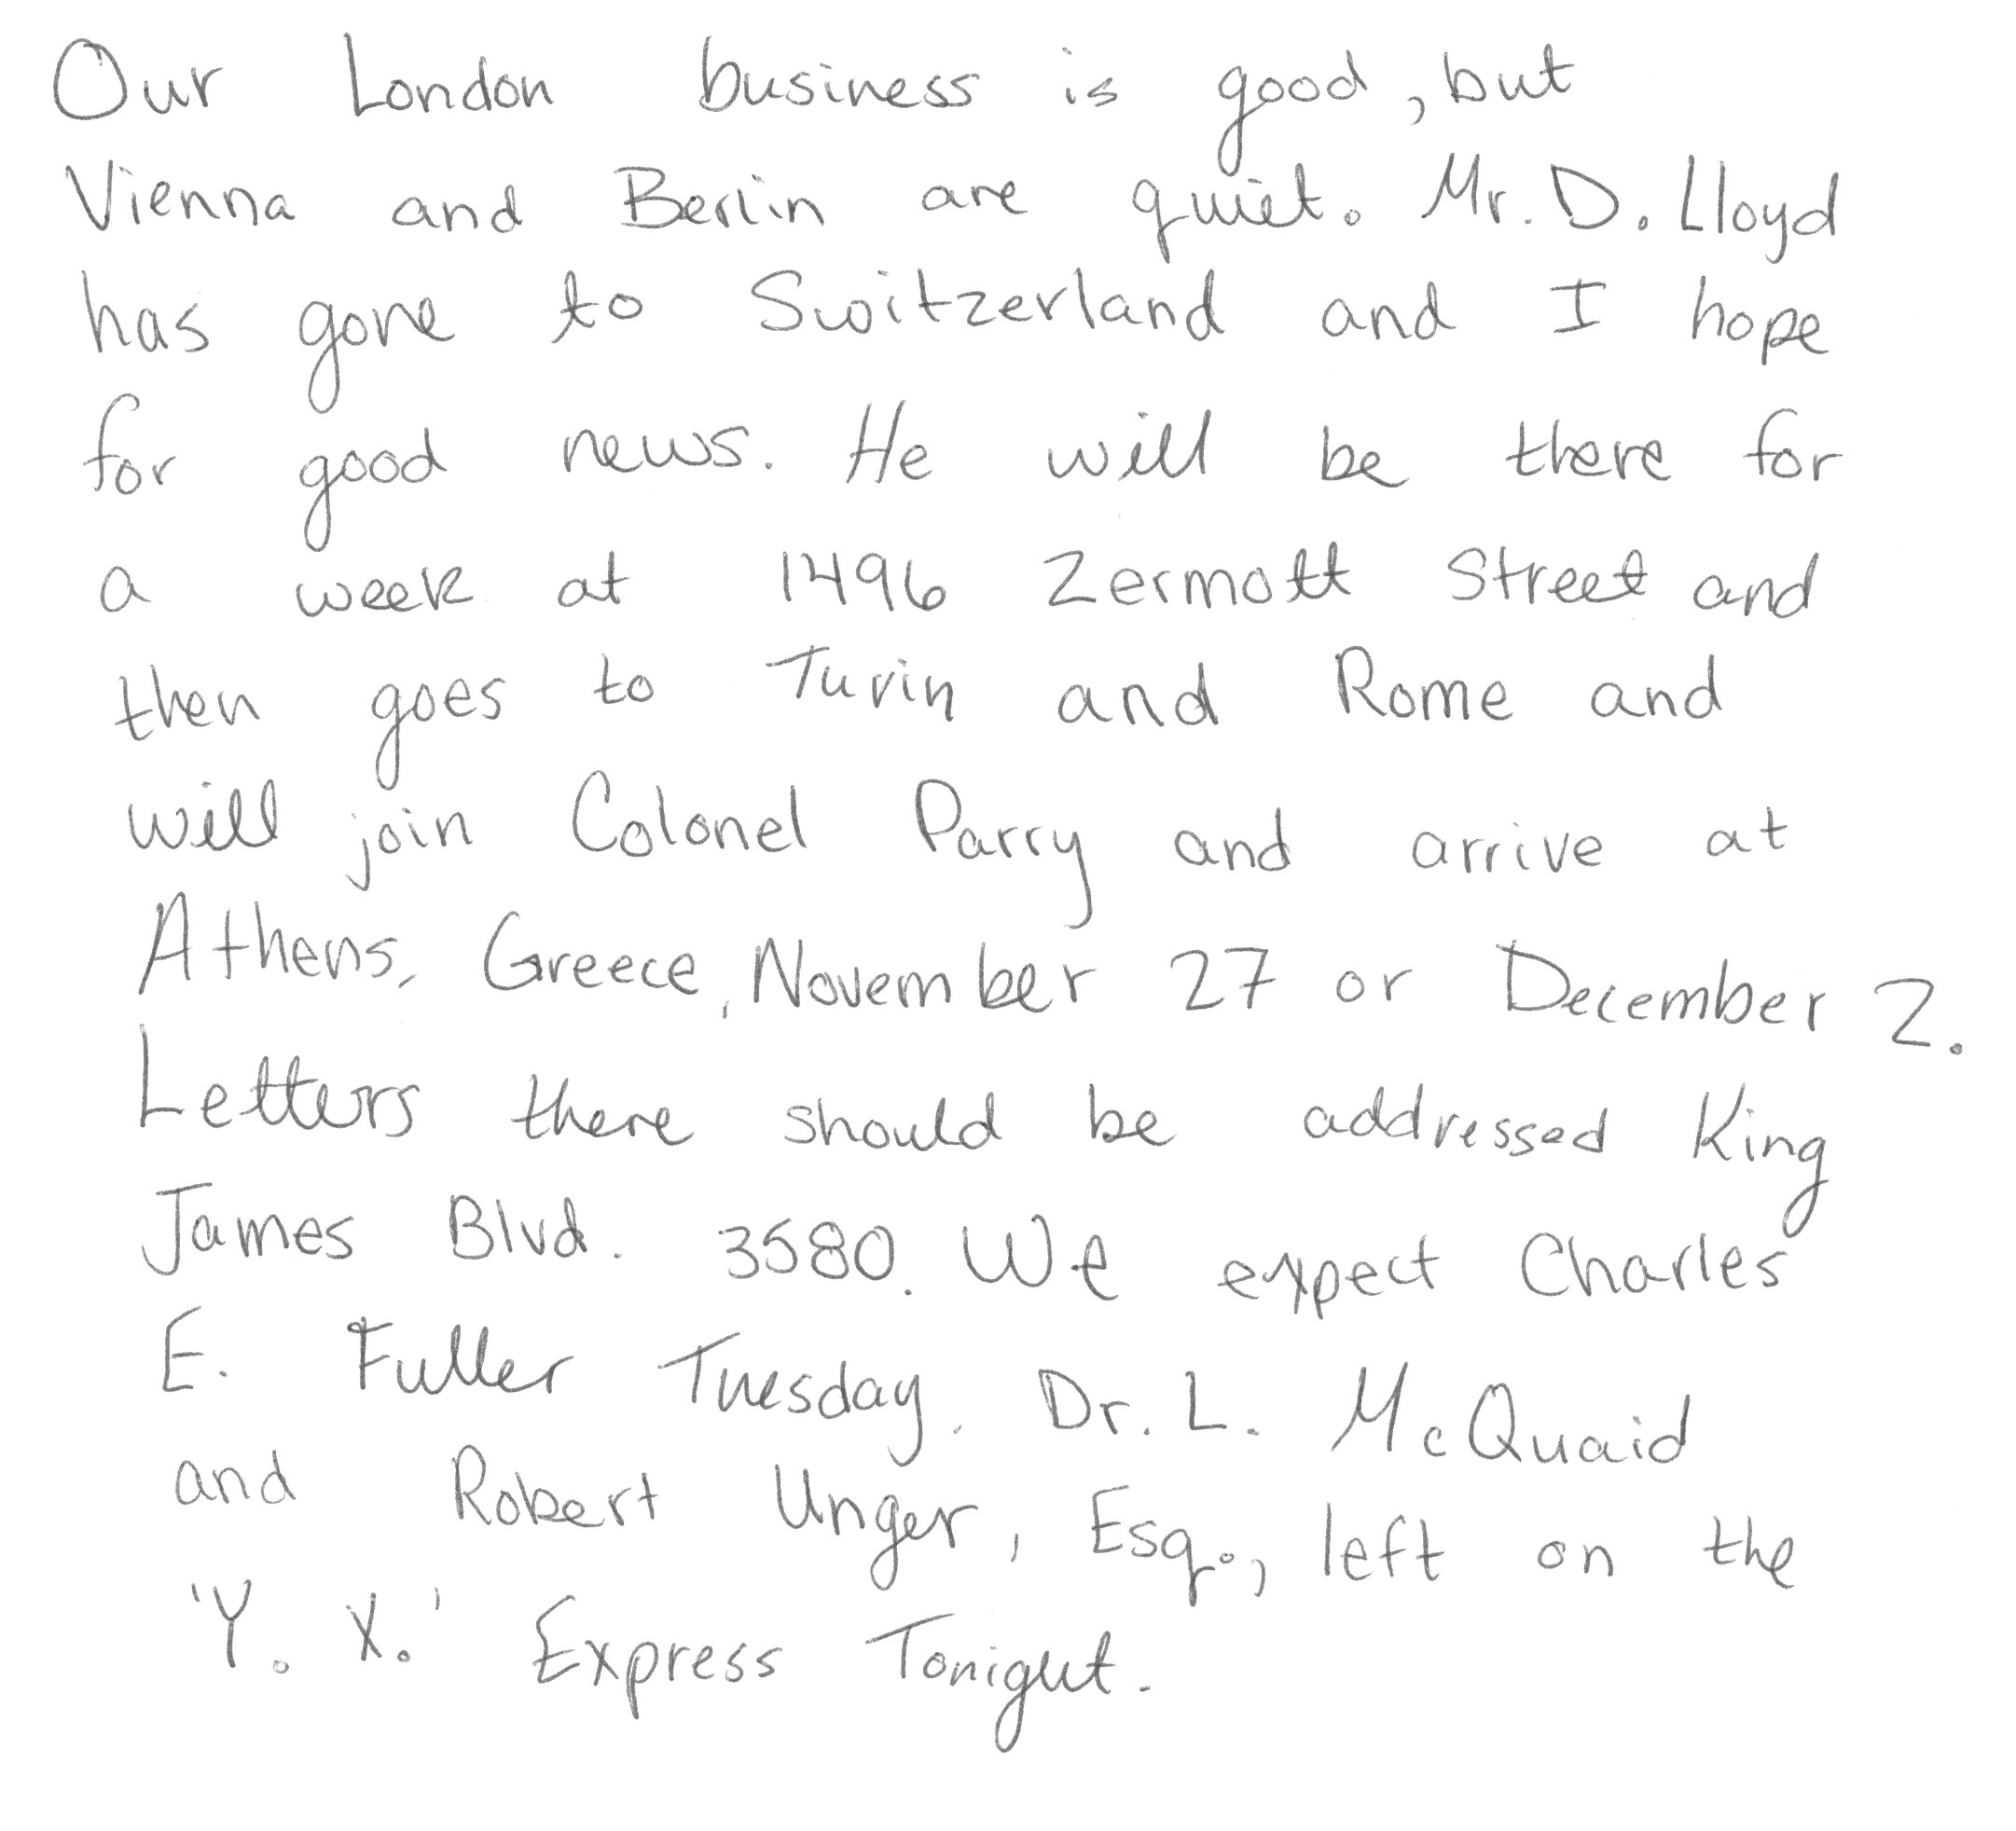 Our London business is good, but
Vienna and Berlin are quiet. Mr. D. Lloyd
has gone to Switzerland and I hope
for good news. He will be there for
a week at 1496 Zermott Street and
then goes to Turin and Rome and
will join Colonel Parry and arrive at
Athens, Greece, November 27 or December 2.
Letters there should be addressed King
James Blvd. 3580. We expect Charles
E. Fuller Tuesday. Dr. L. McQuaid
and Robert Unger, Esq., left on the
'Y. X.' Express Tonight.